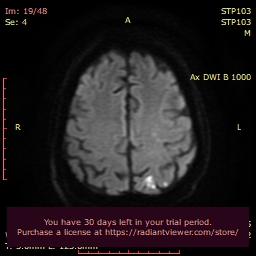 Im: 19/48
Se: 4
A
STP103
STP103
M
Ax DWI B 1000
R
L
You have 30 days left in your trial period.
Purchase a license at https://radiantviewer.com/store/